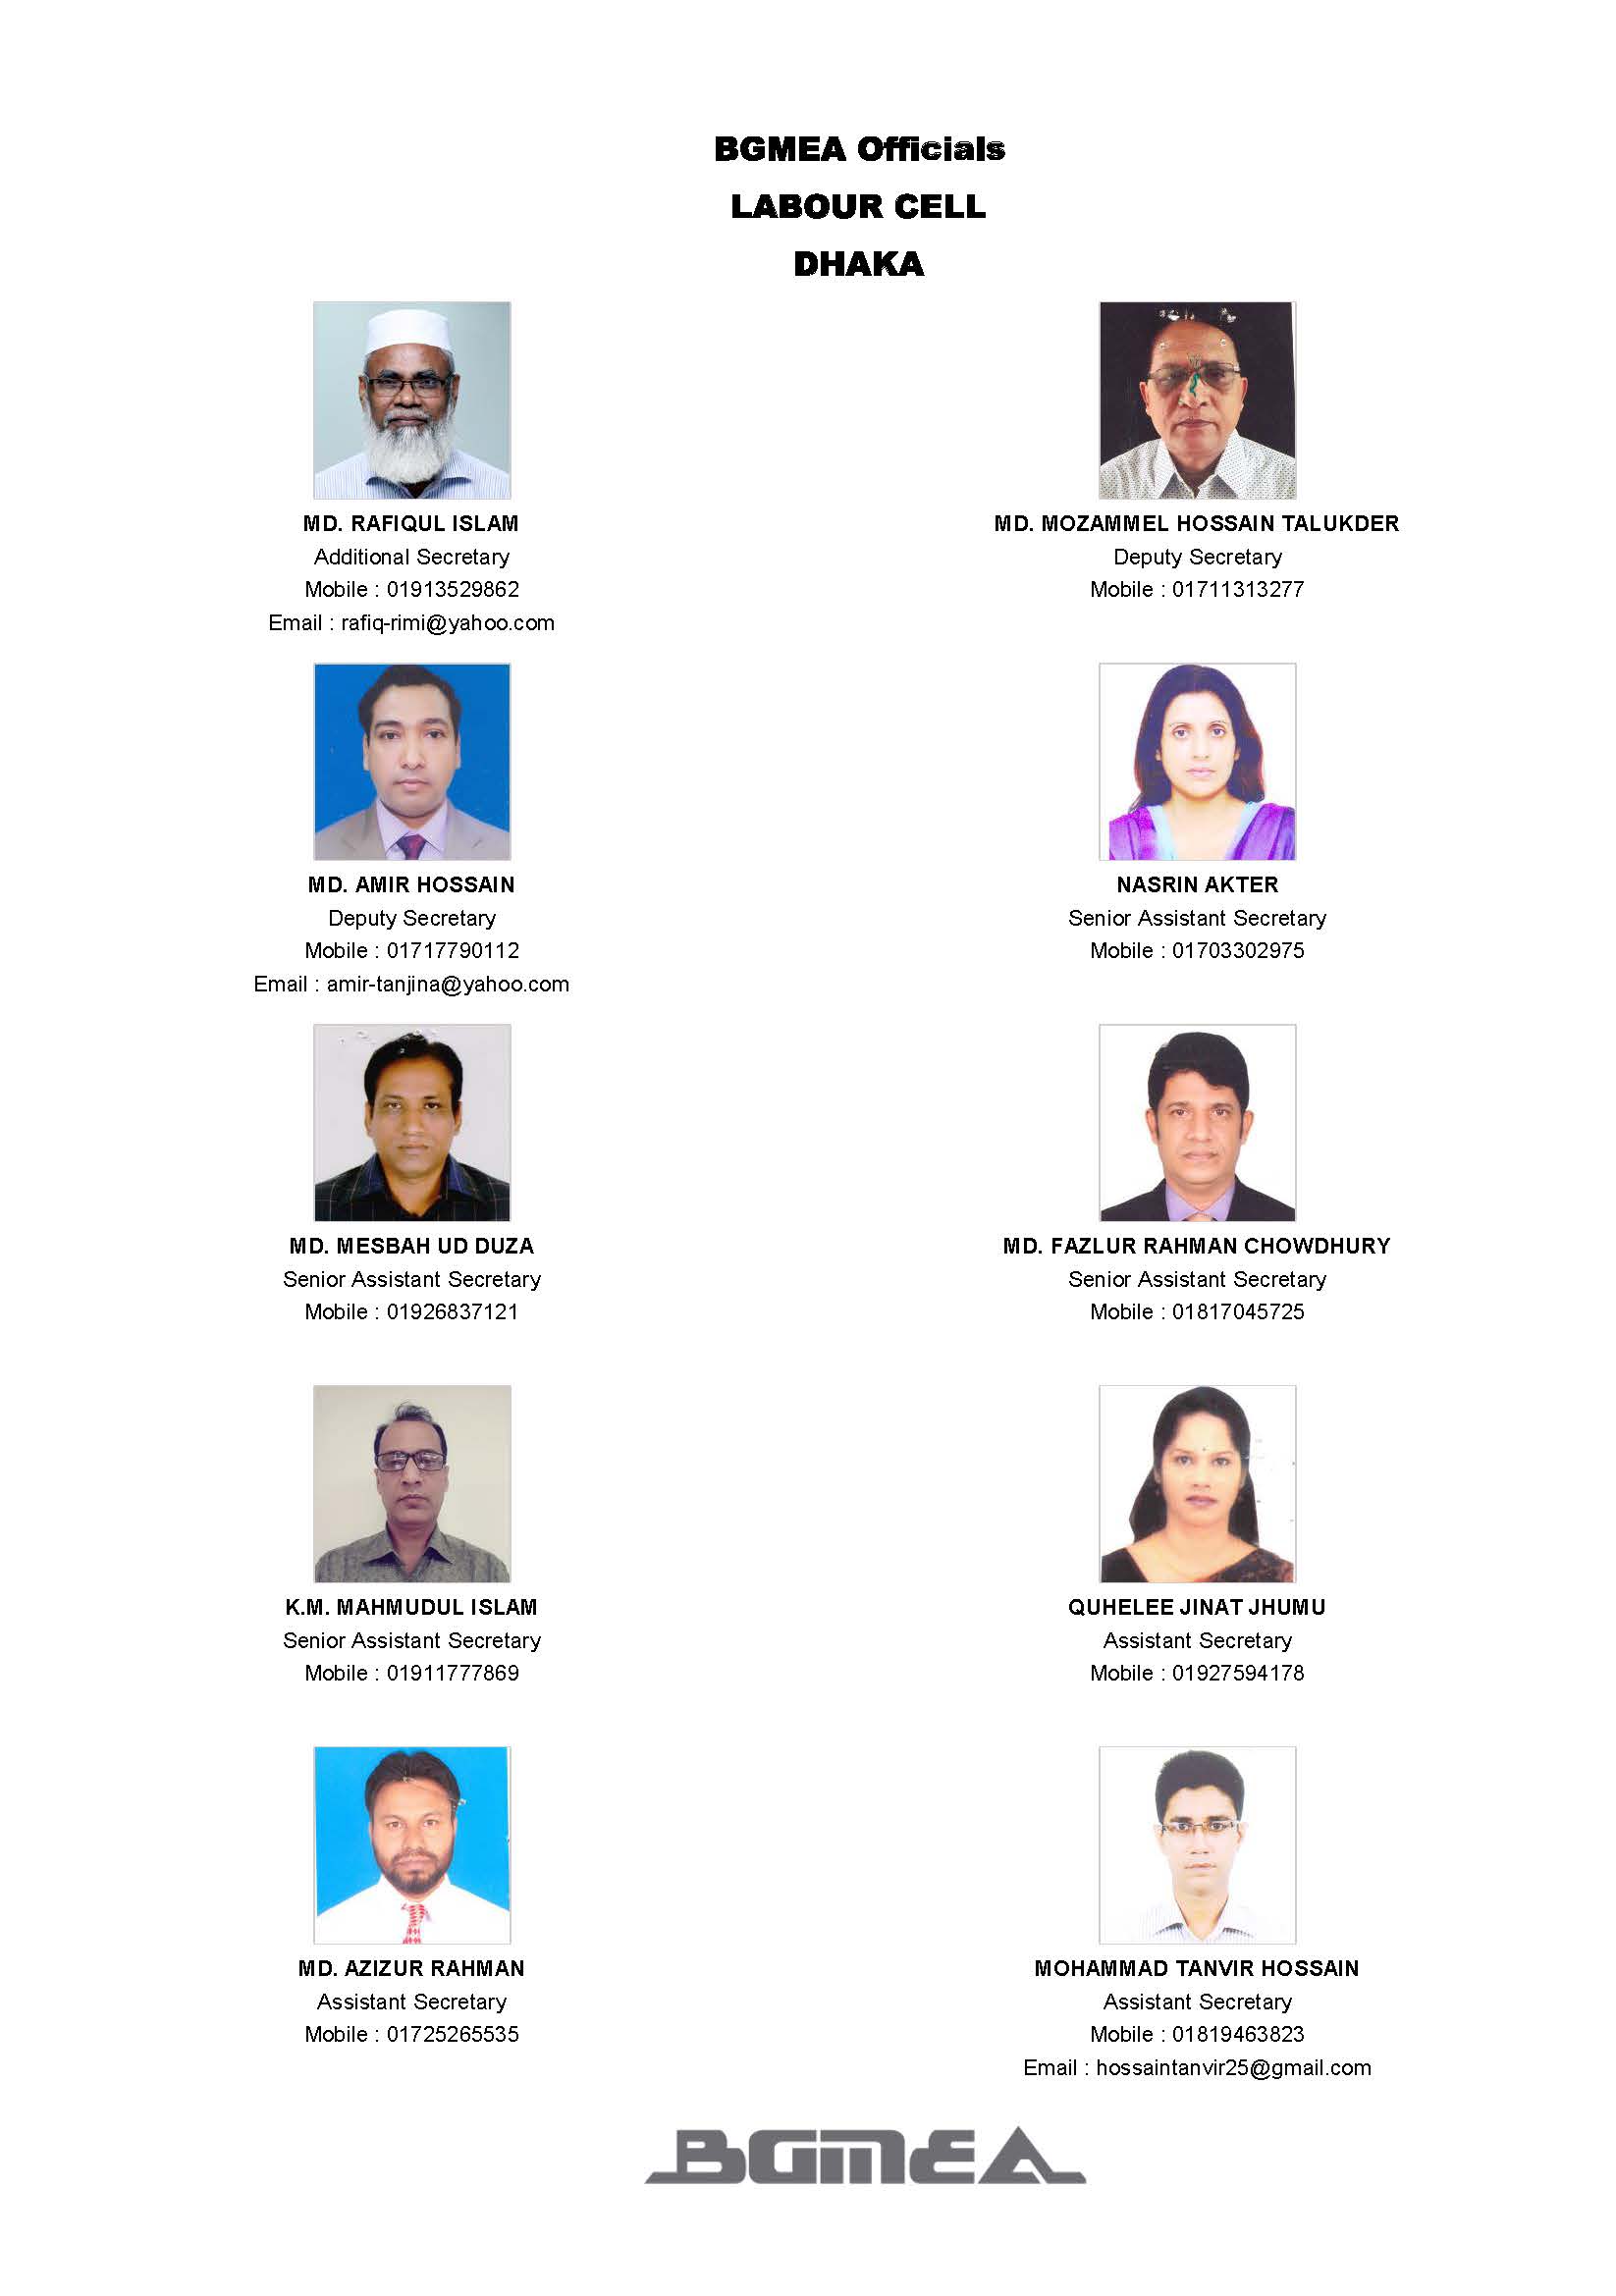 BGMEA Officials
LABOUR CELL
DHAKA
MD. RAFIQUL ISLAM
Additional Secretary
Mobile : 01913529862
Email : rafiq-rimi@yahoo.com
MD. MOZAMMEL HOSSAIN TALUKDER
Deputy Secretary
Mobile : 01711313277
MD. AMIR HOSSAIN
Deputy Secretary
Mobile : 01717790112
Email : amir-tanjina@yahoo.com
NASRIN AKTER
Senior Assistant Secretary
Mobile : 01703302975
MD. MESBAH UD DUZA
Senior Assistant Secretary
Mobile : 01926837121
MD. FAZLUR RAHMAN CHOWDHURY
Senior Assistant Secretary
Mobile : 01817045725
K.M. MAHMUDUL ISLAM
Senior Assistant Secretary
Mobile : 01911777869
QUHELEE JINAT JHUMU
Assistant Secretary
Mobile : 01927594178
MD. AZIZUR RAHMAN
Assistant Secretary
Mobile : 01725265535
MOHAMMAD TANVIR HOSSAIN
Assistant Secretary
Mobile : 01819463823
Email : hossaintanvir25@gmail.com
BGMEA